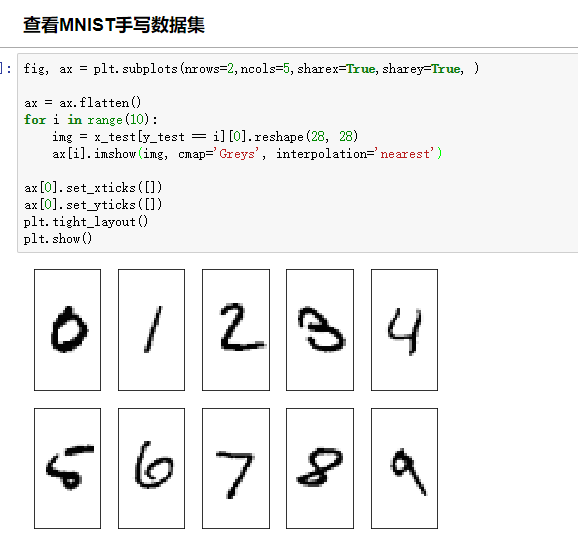 查看MNIST手写数据集
]: fig, ax = plt.subplots(nrows=2,ncols=5,sharex=True,sharey=True, )
ax = ax.flatten()
for i in range(10):
    img = x_test[y_test == i][0].reshape(28, 28)
    ax[i].imshow(img, cmap='Greys', interpolation='nearest')
ax[0].set_xticks([])
ax[0].set_yticks([])
plt.tight_layout()
plt.show()
0 1 2 3 4
5 6 7 8 9